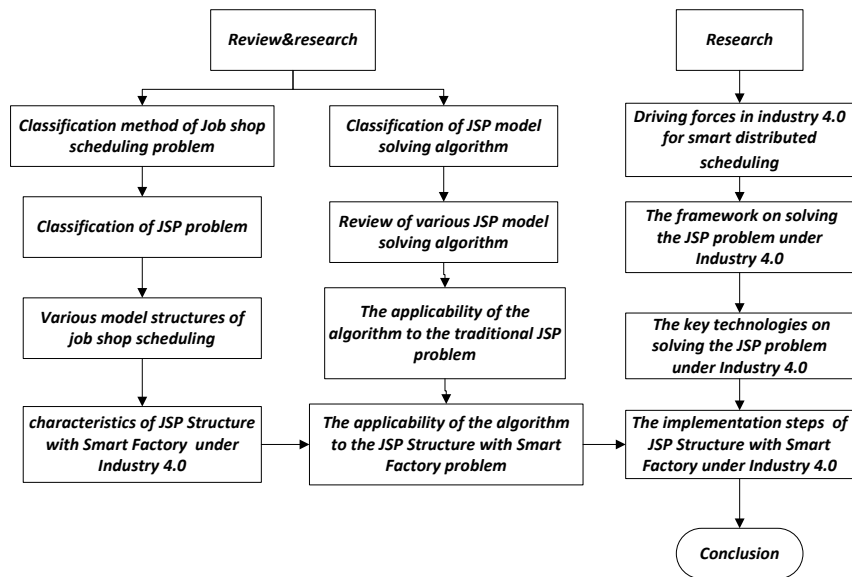 Review&research
Research
Classification method of Job shop
scheduling problem
Classification of JSP model
solving algorithm
Driving forces in industry 4.0
for smart distributed
scheduling
Classification of JSP problem
Review of various JSP model
solving algorithm
The framework on solving
the JSP problem under
Industry 4.0
Various model structures of
job shop scheduling
The applicability of the
algorithm to the traditional JSP
problem
The key technologies on
solving the JSP problem
under Industry 4.0
characteristics of JSP Structure
with Smart Factory under
Industry 4.0
The applicability of the algorithm
to the JSP Structure with Smart
Factory problem
The implementation steps of
JSP Structure with Smart
Factory under Industry 4.0
Conclusion